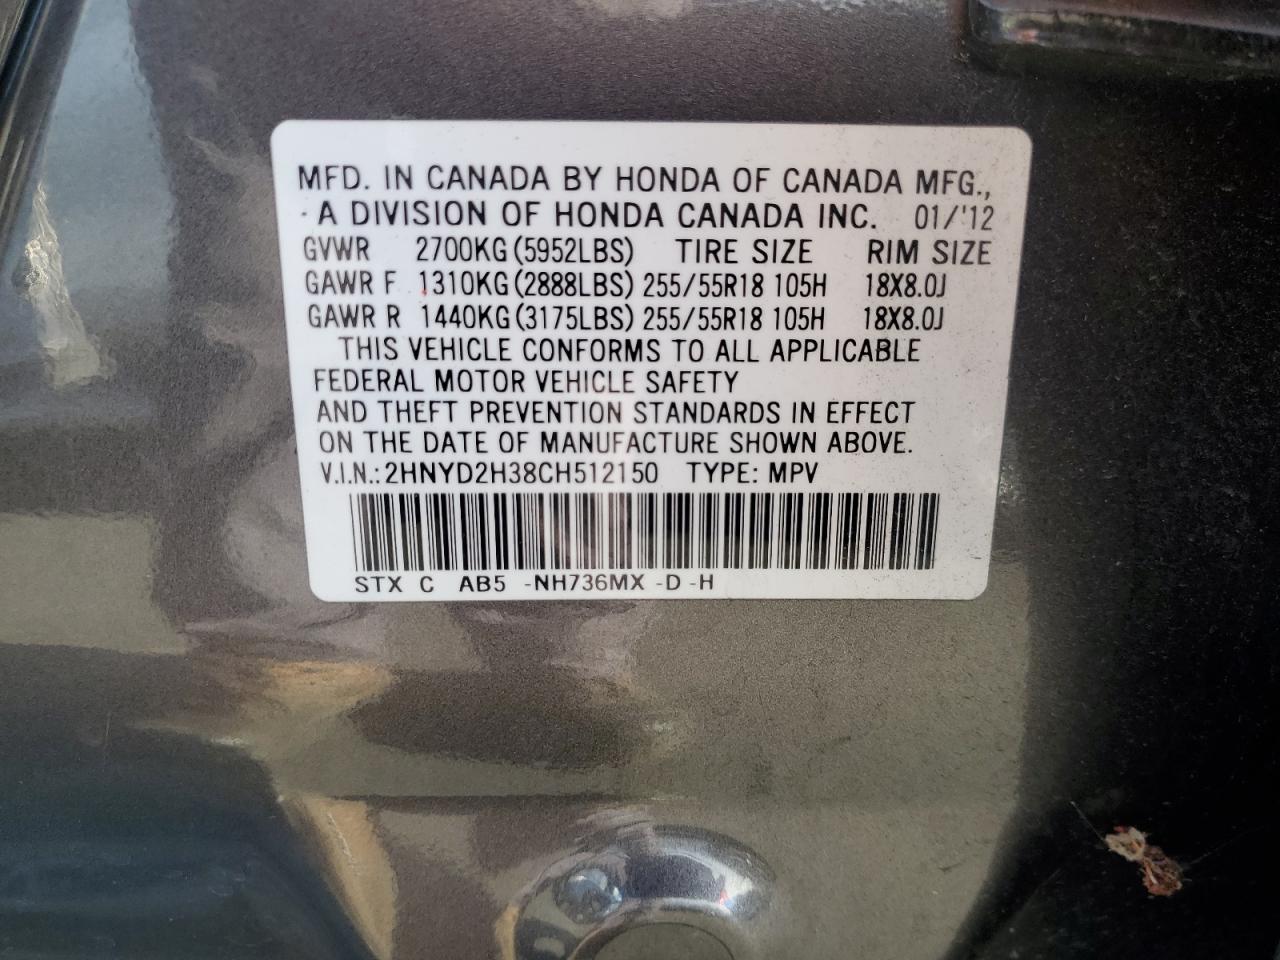 MFD. IN CANADA BY HONDA OF CANADA MFG.,
A DIVISION OF HONDA CANADA INC. 01/'12
GVWR 2700KG (5952LBS) TIRE SIZE RIM SIZE
GAWR F 1310KG (2888LBS) 255/55R18 105H 18X8.0J
GAWR R 1440KG (3175LBS) 255/55R18 105H 18X8.0J
THIS VEHICLE CONFORMS TO ALL APPLICABLE
FEDERAL MOTOR VEHICLE SAFETY
AND THEFT PREVENTION STANDARDS IN EFFECT
ON THE DATE OF MANUFACTURE SHOWN ABOVE.
V.I.N.: 2HNYD2H38CH512150 TYPE: MPV
STX C AB5 -NH736MX -D -H